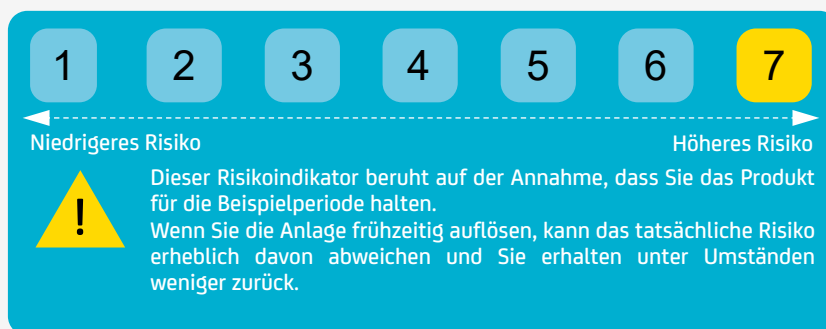 1 2 3 4 5 6 7
Niedrigeres Risiko Höheres Risiko
Dieser Risikoindikator beruht auf der Annahme, dass Sie das Produkt
für die Beispielperiode halten.
! Wenn Sie die Anlage frühzeitig auflösen, kann das tatsächliche Risiko
erheblich davon abweichen und Sie erhalten unter Umständen
weniger zurück.